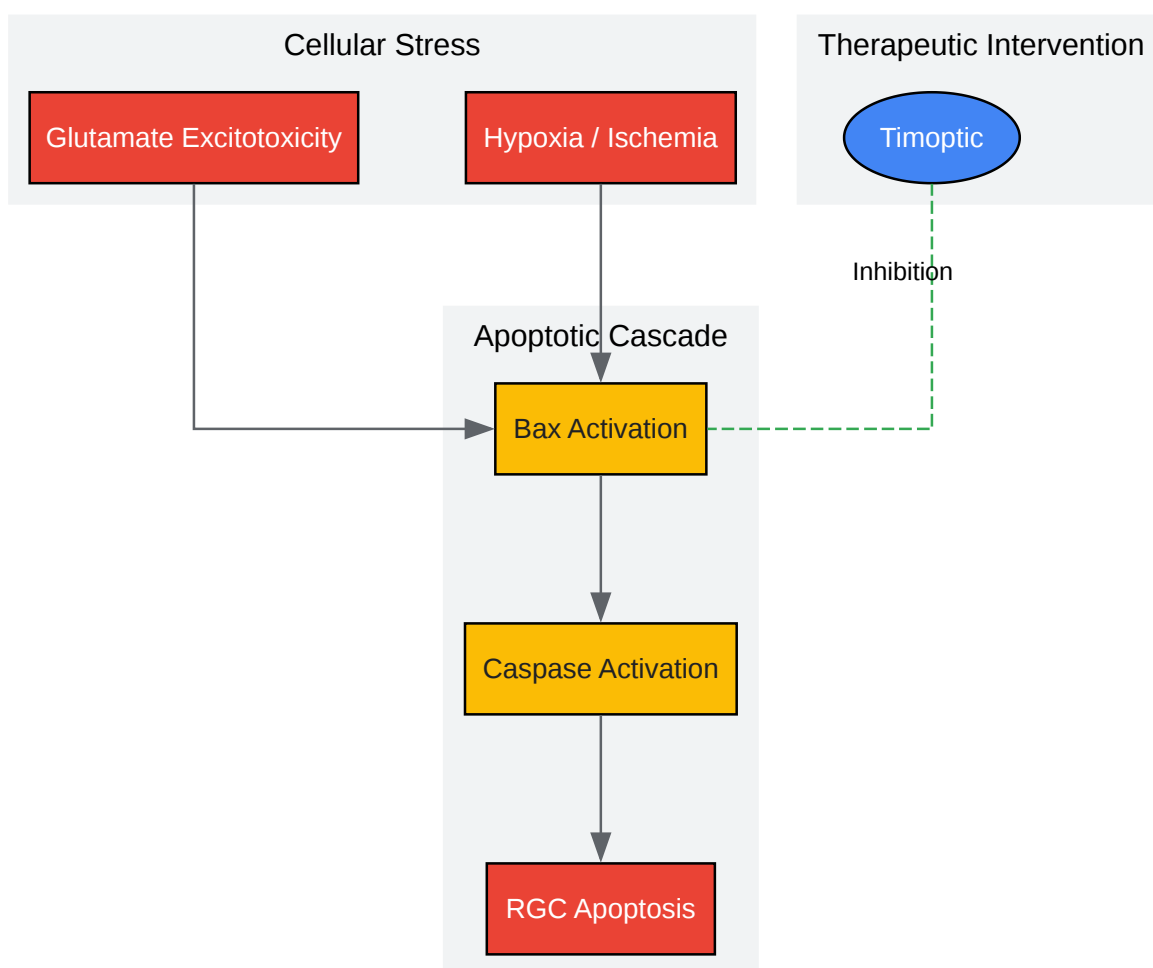 Cellular Stress
Therapeutic Intervention
Glutamate Excitotoxicity
Hypoxia / Ischemia
Timoptic
Inhibition
Apoptotic Cascade
Bax Activation
Caspase Activation
RGC Apoptosis